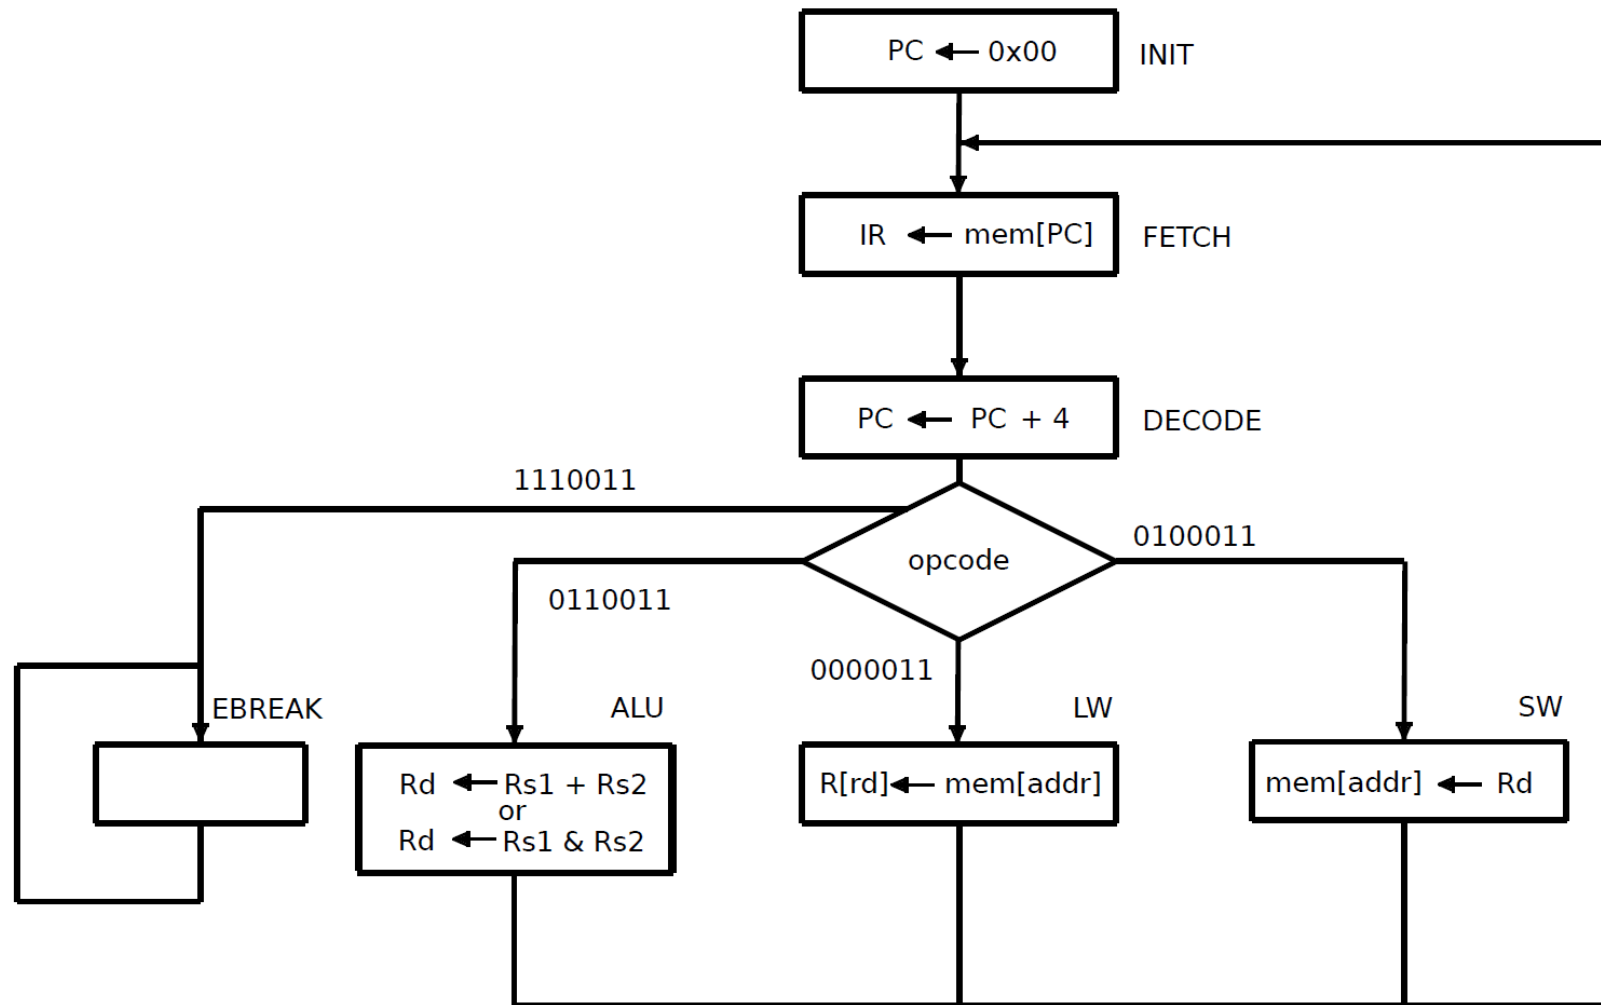 PC ← 0x00
INIT
IR ← mem[PC]
FETCH
PC ← PC + 4
DECODE
1110011
0100011
opcode
0110011
0000011
EBREAK
ALU
LW
SW
Rd ← Rs1 + Rs2
or
Rd ← Rs1 & Rs2
R[rd] ← mem[addr]
mem[addr] ← Rd